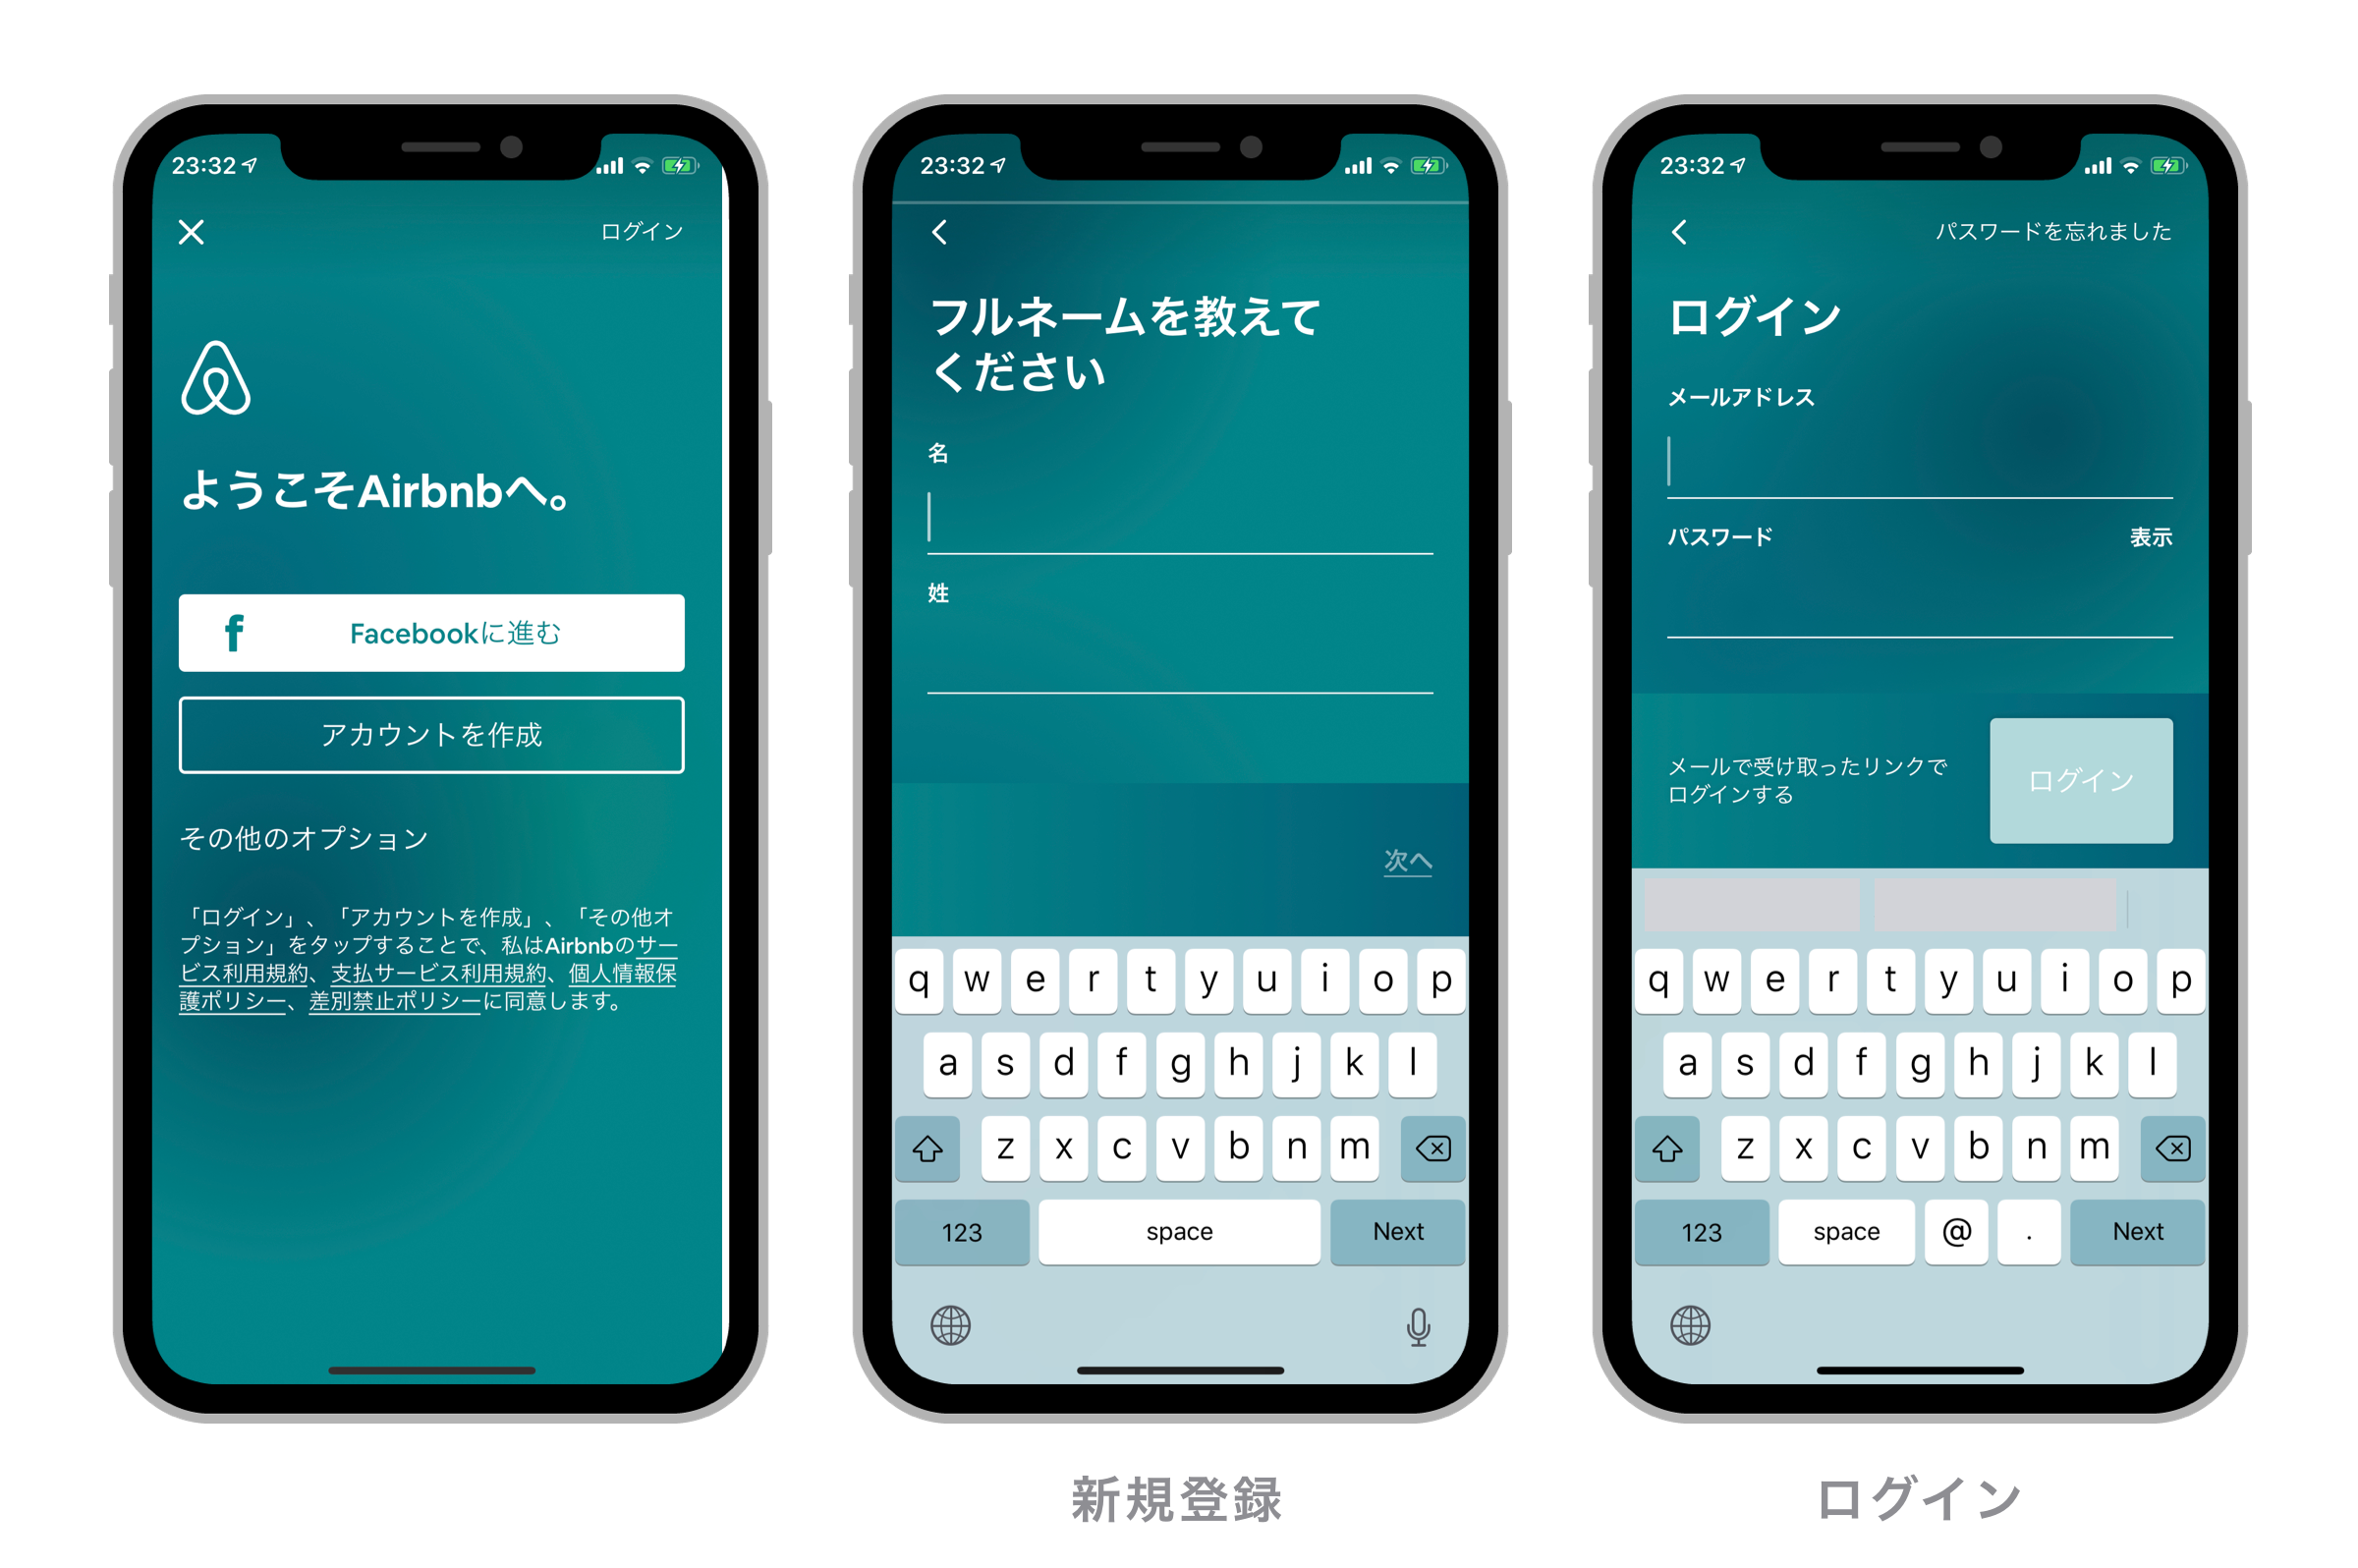 23:32
ログイン
ようこそAirbnbへ。
Facebookに進む
アカウントを作成
その他のオプション
「ログイン」、「アカウントを作成」、「その他オ
プション」をタップすることで、私はAirbnbのサー
ビス利用規約、支払サービス利用規約、個人情報保
護ポリシー、差別禁止ポリシーに同意します。
23:32
フルネームを教えて
ください
名
姓
次へ
q w e r t y u i o p
a s d f g h j k l
z x c v b n m
123 space Next
新規登録
23:32
パスワードを忘れました
ログイン
メールアドレス
パスワード 表示
メールで受け取ったリンクで
ログインする
ログイン
q w e r t y u i o p
a s d f g h j k l
z x c v b n m
123 space @ . Next
ログイン